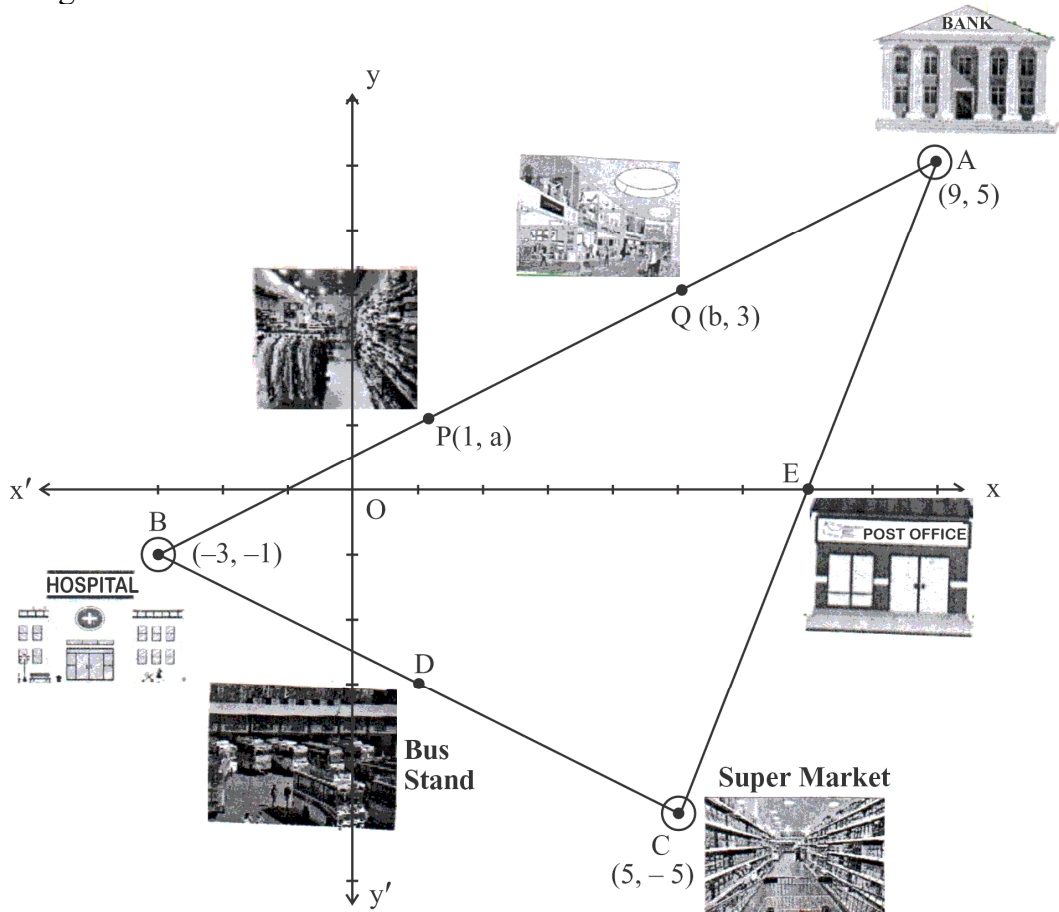 BANK
y
A
(9, 5)
Q (b, 3)
P(1, a)
x′
E
x
O
B
(–3, –1)
POST OFFICE
HOSPITAL
D
Bus
Stand
Super Market
C
(5, – 5)
y′